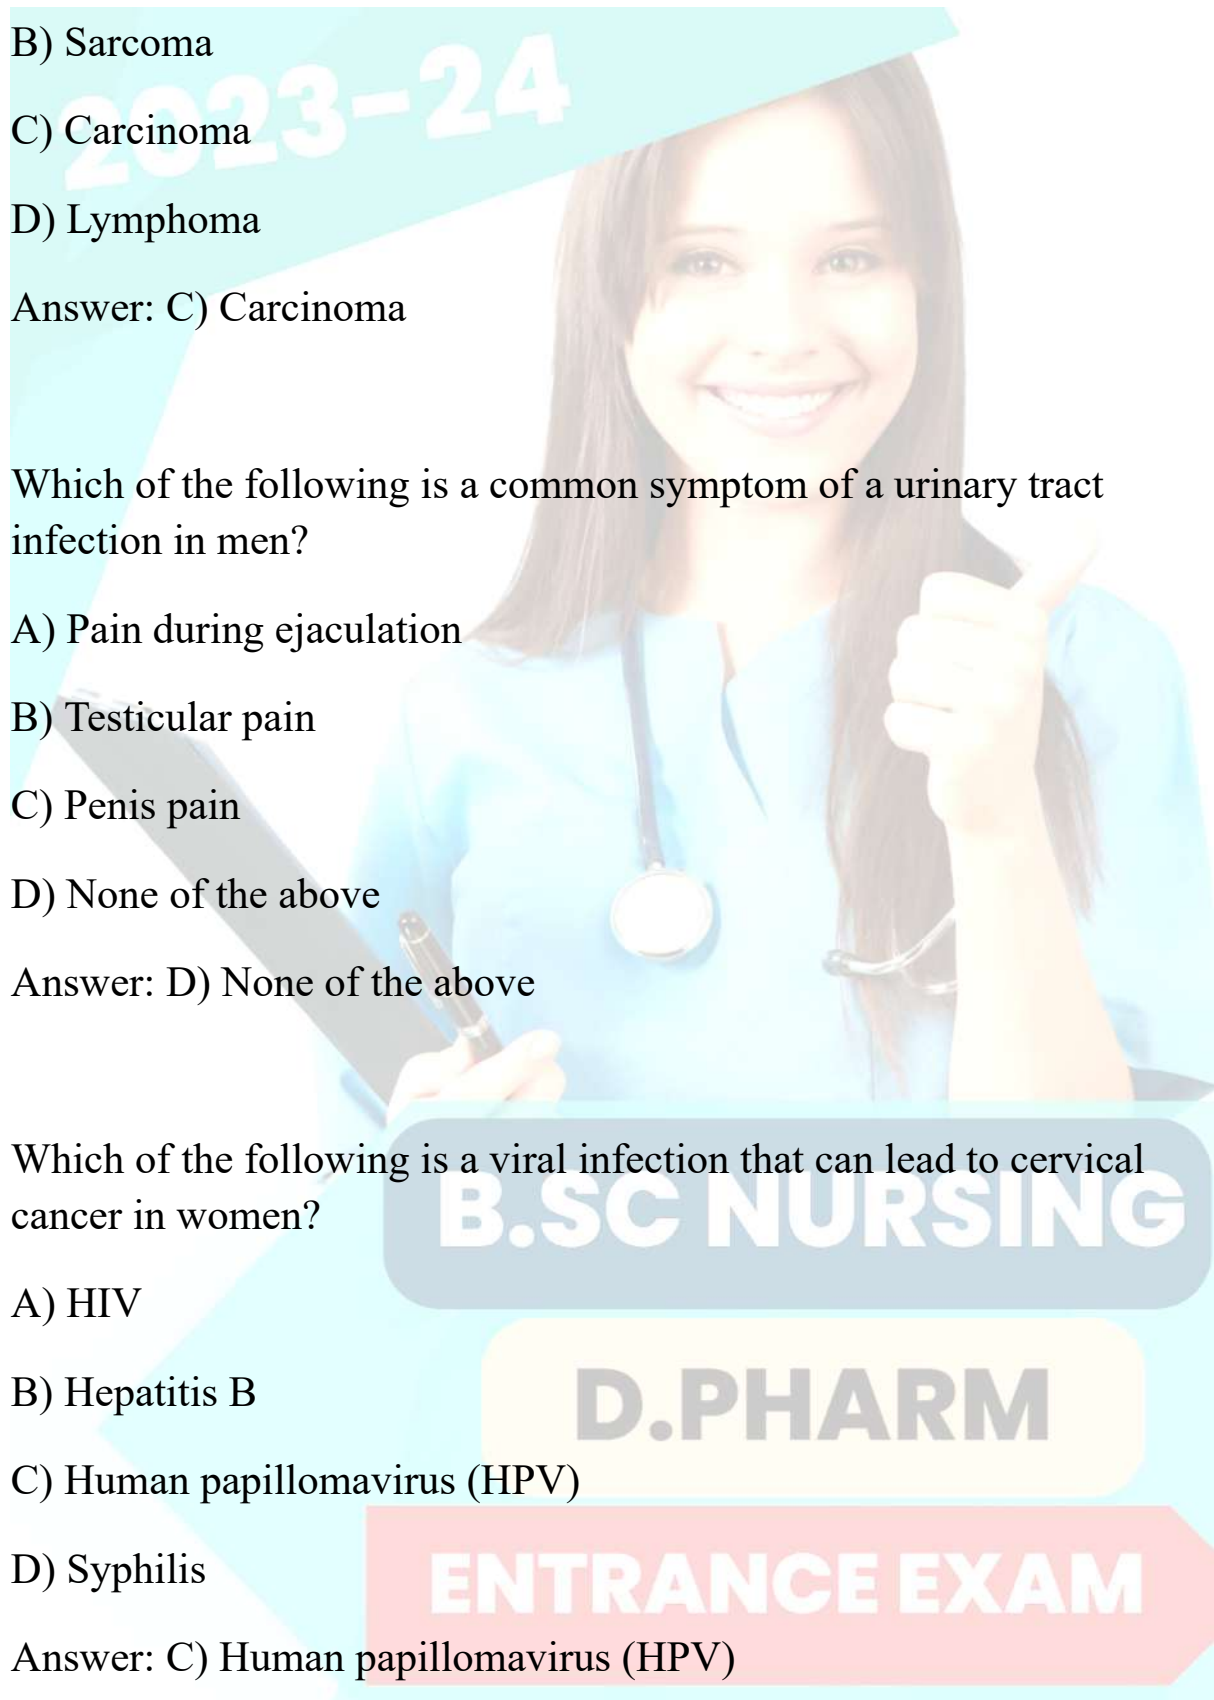 B) Sarcoma
2023-24
C) Carcinoma
D) Lymphoma
Answer: C) Carcinoma
Which of the following is a common symptom of a urinary tract
infection in men?
A) Pain during ejaculation
B) Testicular pain
C) Penis pain
D) None of the above
Answer: D) None of the above
Which of the following is a viral infection that can lead to cervical
cancer in women?
B.SC NURSING
A) HIV
B) Hepatitis B
D.PHARM
C) Human papillomavirus (HPV)
D) Syphilis
ENTRANCE EXAM
Answer: C) Human papillomavirus (HPV)